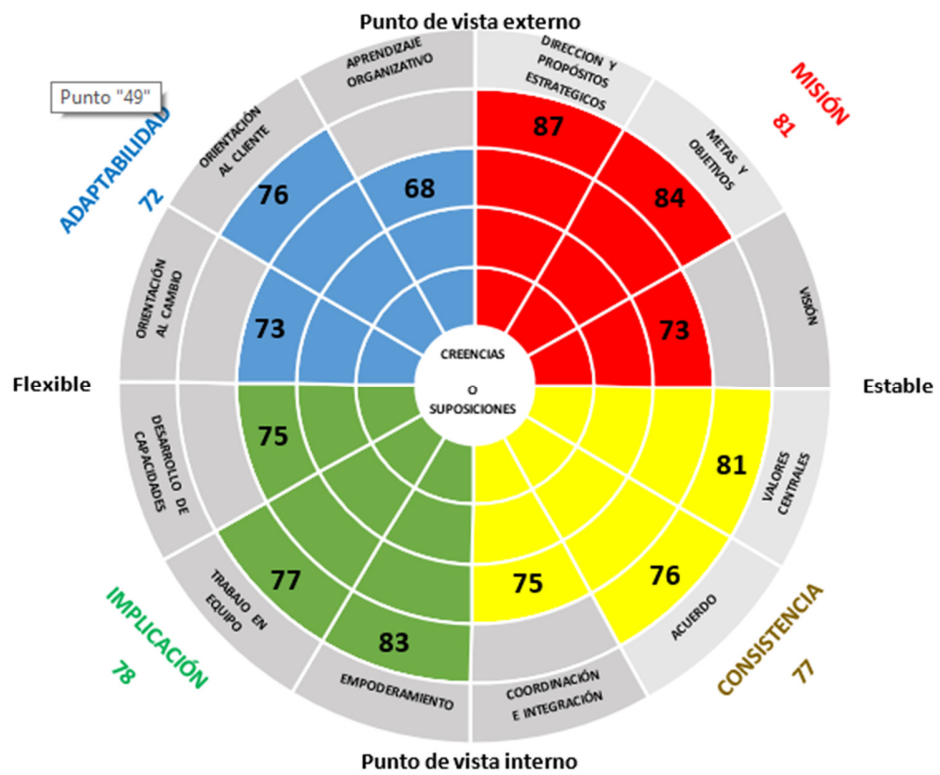 Punto de vista externo
APRENDIZAJE
ORGANIZATIVO
DIRECCION Y
PROPÓSITOS
ESTRATEGICOS
MISIÓN
81
Punto "49"
ADAPTABILIDAD
72
ORIENTACIÓN
AL CLIENTE
METAS Y
OBJETIVOS
87
84
76
68
ORIENTACIÓN
AL CAMBIO
VISIÓN
73
73
CREENCIAS
O
SUPOSICIONES
Flexible
Estable
DESARROLLO DE
CAPACIDADES
75
81
VALORES
CENTRALES
77
83
75
76
TRABAJO EN
EQUIPO
ACUERDO
IMPLICACIÓN
78
CONSISTENCIA
77
EMPODERAMIENTO
COORDINACIÓN
E INTEGRACIÓN
Punto de vista interno